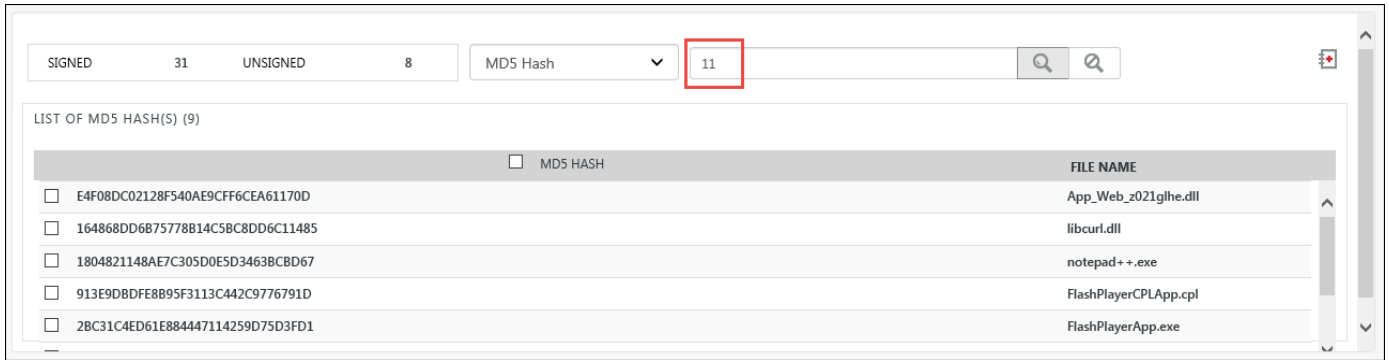 SIGNED 31 UNSIGNED 8 MD5 Hash 11
LIST OF MD5 HASH(S) (9)
MD5 HASH FILE NAME
E4F08DC02128F540AE9CFF6CEA61170D App_Web_z021glhe.dll
164868DD6B75778B14C5BC8DD6C11485 libcurl.dll
1804821148AE7C305D0E5D3463BCBD67 notepad++.exe
913E9DBDFE8B95F3113C442C9776791D FlashPlayerCPLApp.cpl
2BC31C4ED61E884447114259D75D3FD1 FlashPlayerApp.exe